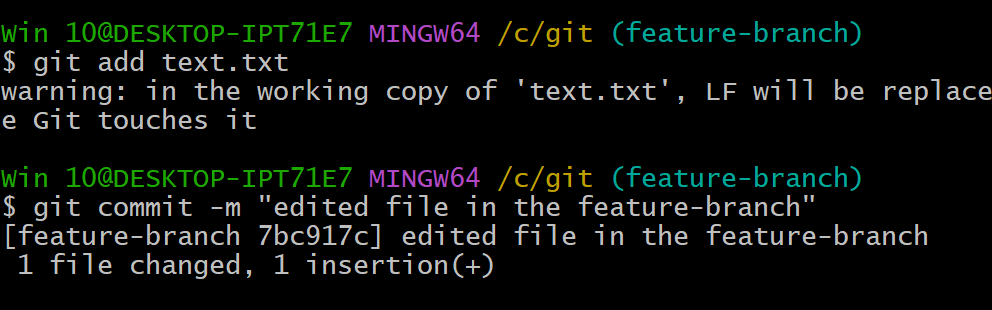 Win 10@DESKTOP-IPT71E7 MINGW64 /c/git (feature-branch)
$ git add text.txt
warning: in the working copy of 'text.txt', LF will be replace
e Git touches it
Win 10@DESKTOP-IPT71E7 MINGW64 /c/git (feature-branch)
$ git commit -m "edited file in the feature-branch"
[feature-branch 7bc917c] edited file in the feature-branch
1 file changed, 1 insertion(+)